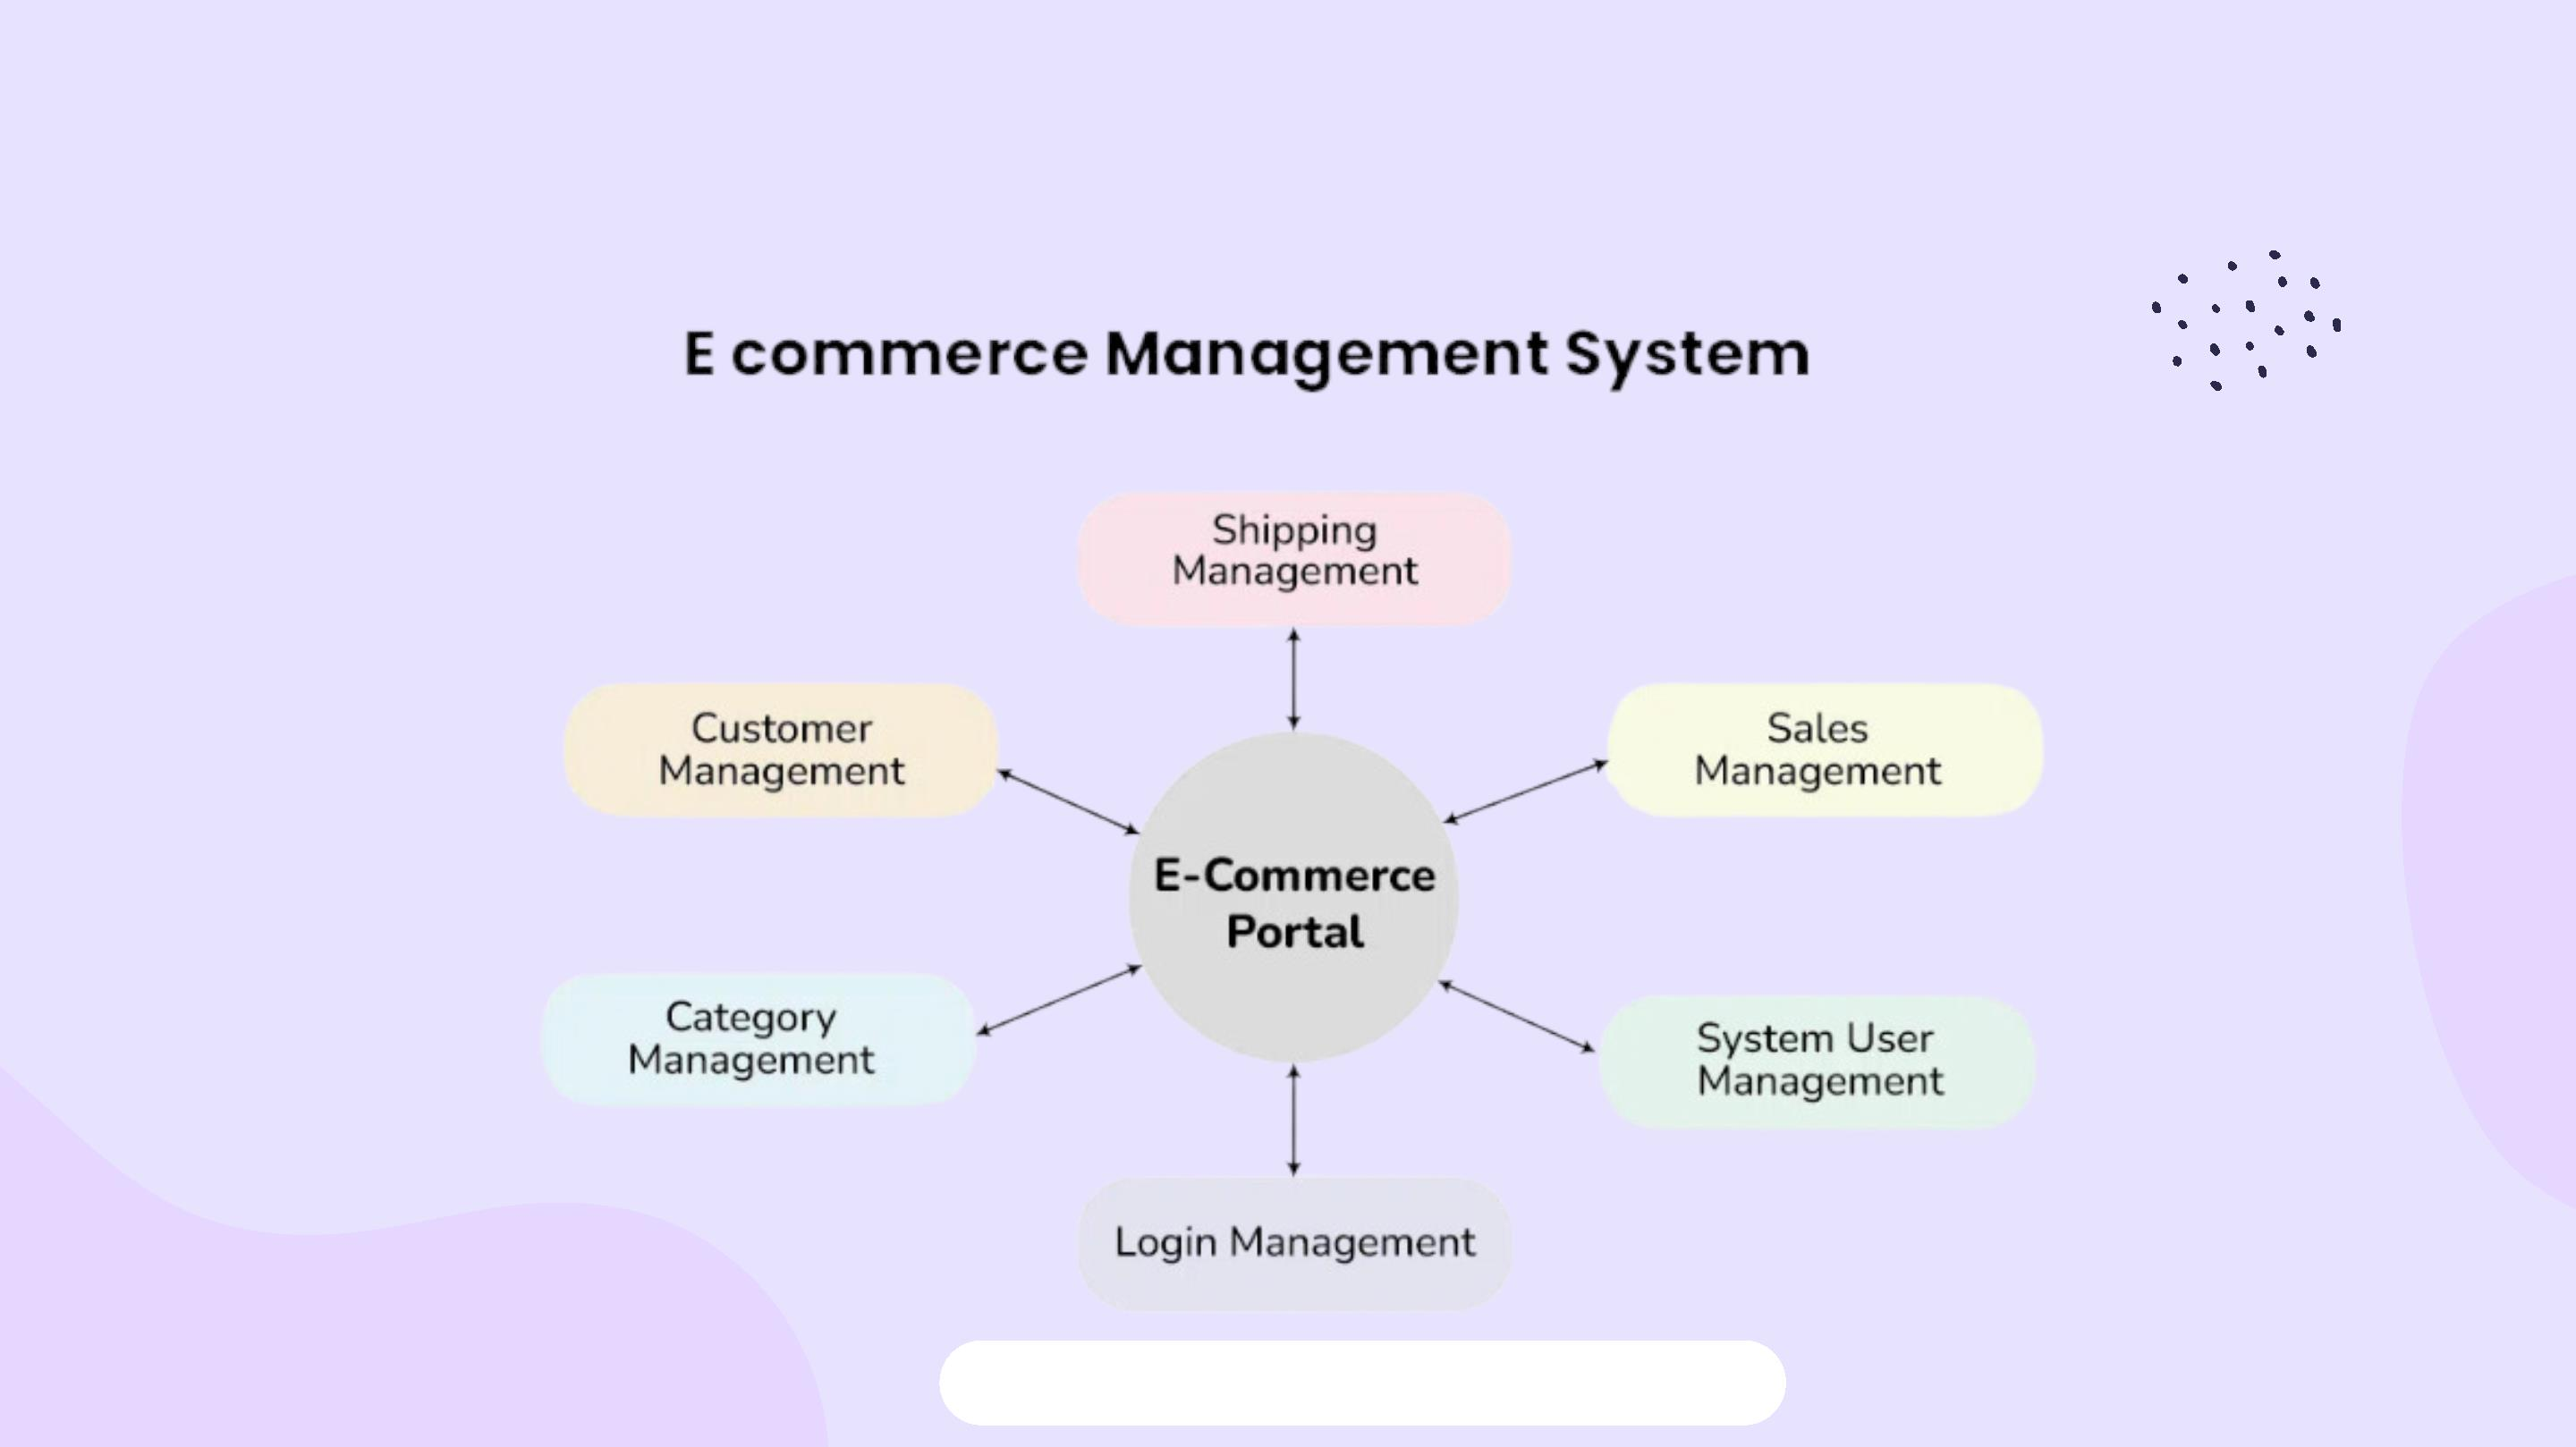 E commerce Management System
Shipping
Management
Customer
Management
Sales
Management
E-Commerce
Portal
Category
Management
System User
Management
Login Management